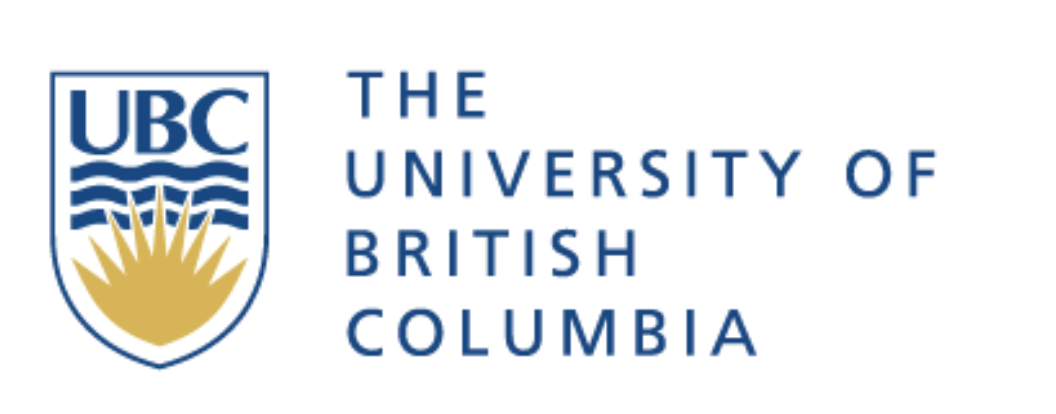 UBC
THE
UNIVERSITY OF
BRITISH
COLUMBIA